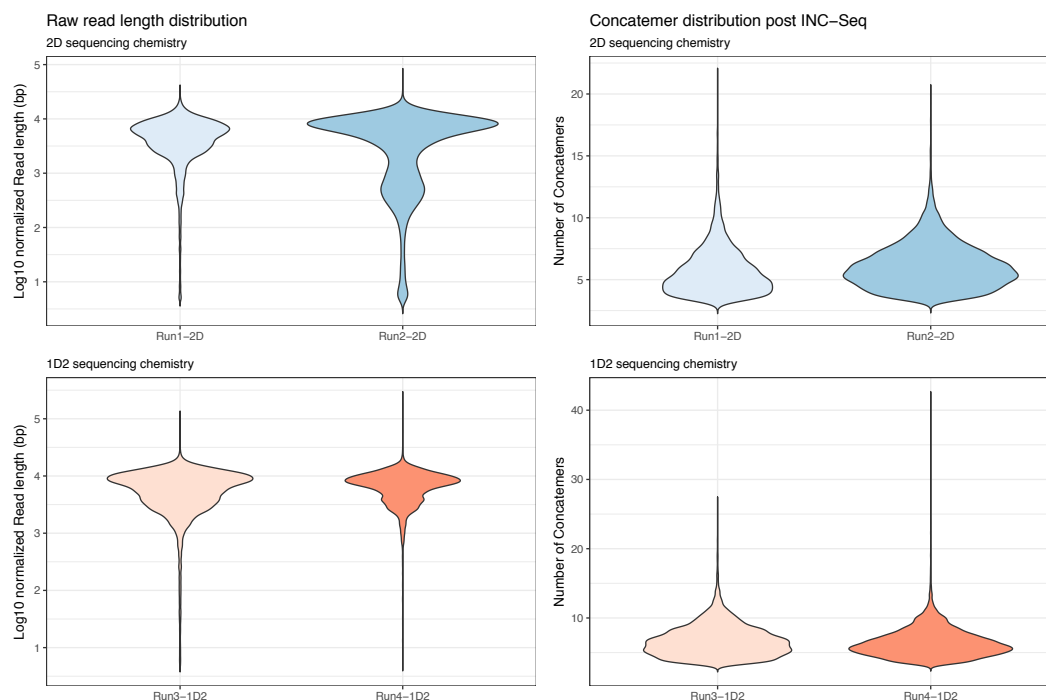 Raw read length distribution
2D sequencing chemistry
Log10 normalized Read length (bp)
5
4
3
2
1
Run1−2D
Run2−2D
Concatemer distribution post INC−Seq
2D sequencing chemistry
Number of Concatemers
20
15
10
5
Run1−2D
Run2−2D
1D2 sequencing chemistry
Log10 normalized Read length (bp)
5
4
3
2
1
Run3−1D2
Run4−1D2
1D2 sequencing chemistry
Number of Concatemers
40
30
20
10
Run3−1D2
Run4−1D2